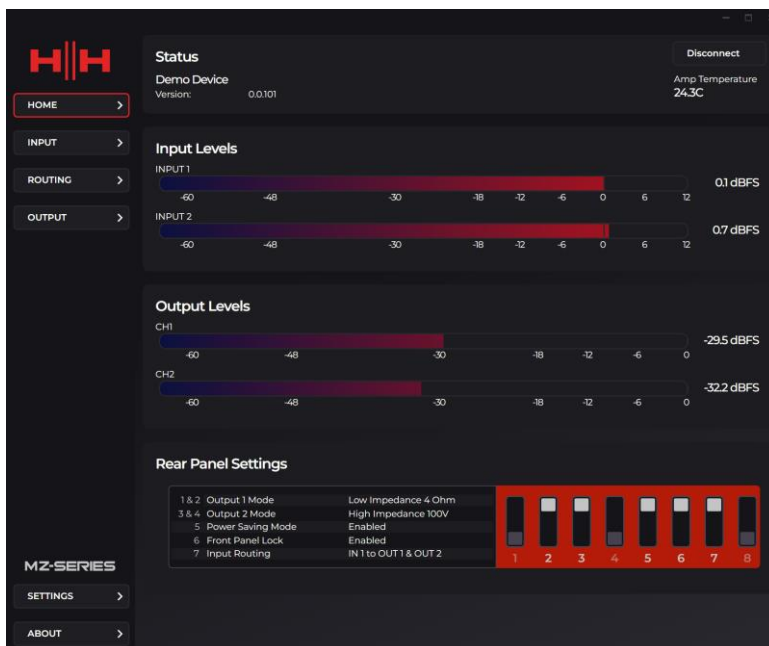 H||H
HOME
INPUT
ROUTING
OUTPUT
MZ-SERIES
SETTINGS
ABOUT
Status
Disconnect
Demo Device
Version: 0.0.101
Amp Temperature
24.3C
Input Levels
INPUT 1
0.1 dBFS
-60 -48 -30 -18 -12 -6 0 6 12
INPUT 2
0.7 dBFS
-60 -48 -30 -18 -12 -6 0 6 12
Output Levels
CH1
-29.5 dBFS
-60 -48 -30 -18 -12 -6 0
CH2
-32.2 dBFS
-60 -48 -30 -18 -12 -6 0
Rear Panel Settings
1 & 2 Output 1 Mode Low Impedance 4 Ohm
3 & 4 Output 2 Mode High Impedance 100V
5 Power Saving Mode Enabled
6 Front Panel Lock Enabled
7 Input Routing IN 1 to OUT 1 & OUT 2
1 2 3 4 5 6 7 8